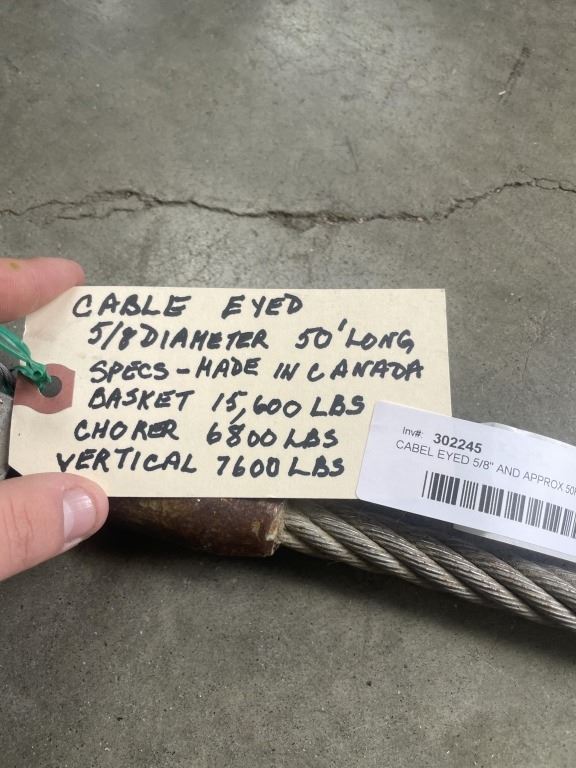 CABLE EYED
5/8 DIAMETER 50' LONG
SPECS - MADE IN CANADA
BASKET 15,600 LBS
CHOKER 6800 LBS
VERTICAL 7600 LBS
Inv#: 302245
CABEL EYED 5/8" AND APPROX 50